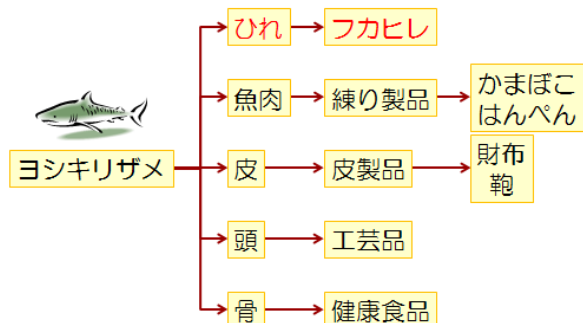 ヨシキリザメ
ひれ
フカヒレ
魚肉
練り製品
かまぼこ
はんぺん
皮
皮製品
財布
鞄
頭
工芸品
骨
健康食品